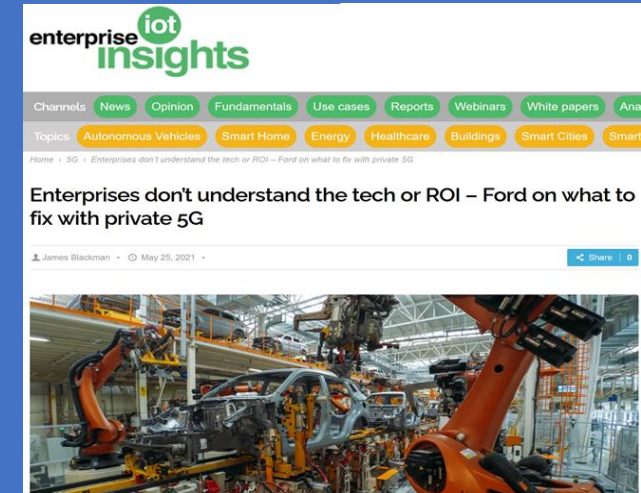 enterprise iot
insights
Channels News Opinion Fundamentals Use cases Reports Webinars White papers Ana
Topics Autonomous Vehicles Smart Home Energy Healthcare Buildings Smart Cities Smart
Home › 5G › Enterprises don't understand the tech or ROI – Ford on what to fix with private 5G
Enterprises don't understand the tech or ROI – Ford on what to
fix with private 5G
James Blackman • May 25, 2021 •
Share 0